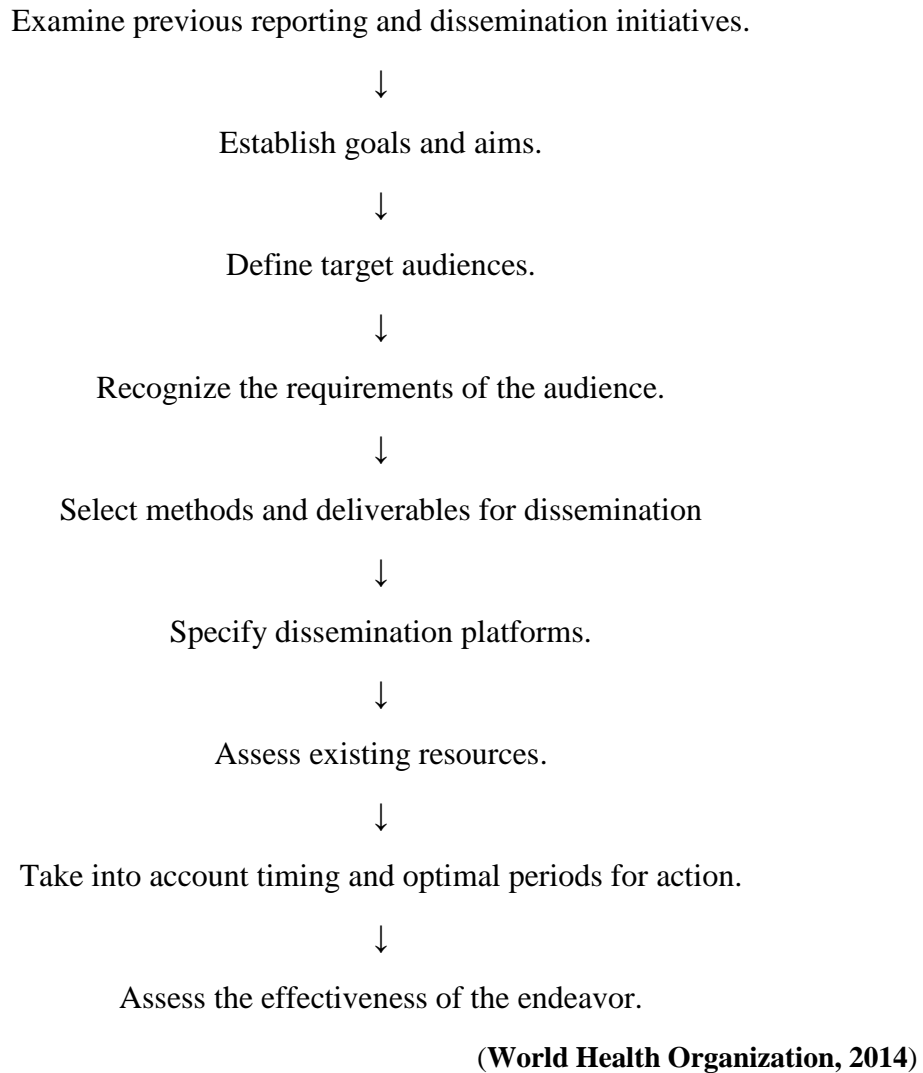 Examine previous reporting and dissemination initiatives.
↓
Establish goals and aims.
↓
Define target audiences.
↓
Recognize the requirements of the audience.
↓
Select methods and deliverables for dissemination
↓
Specify dissemination platforms.
↓
Assess existing resources.
↓
Take into account timing and optimal periods for action.
↓
Assess the effectiveness of the endeavor.
(World Health Organization, 2014)